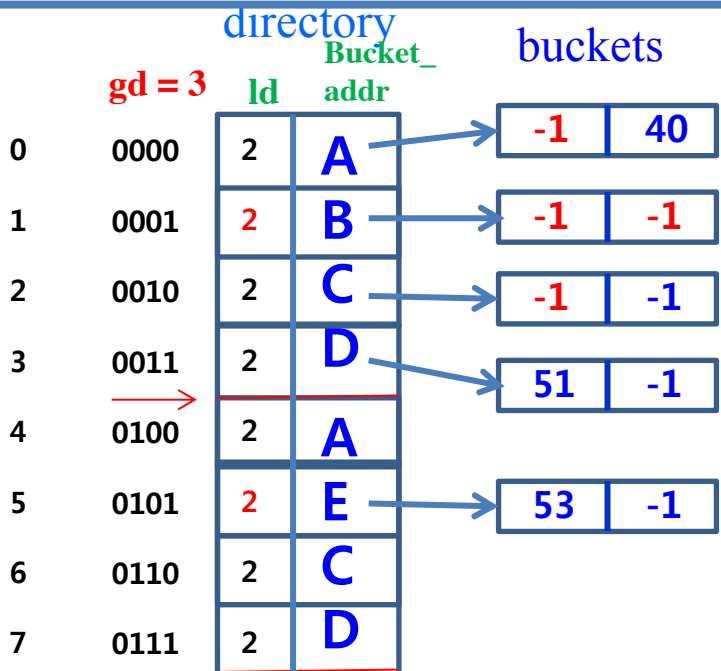 directory
buckets
gd = 3
ld
Bucket_
addr
0 0000 2 A -1 40
1 0001 2 B -1 -1
2 0010 2 C -1 -1
3 0011 2 D 51 -1
4 0100 2 A
5 0101 2 E 53 -1
6 0110 2 C
7 0111 2 D